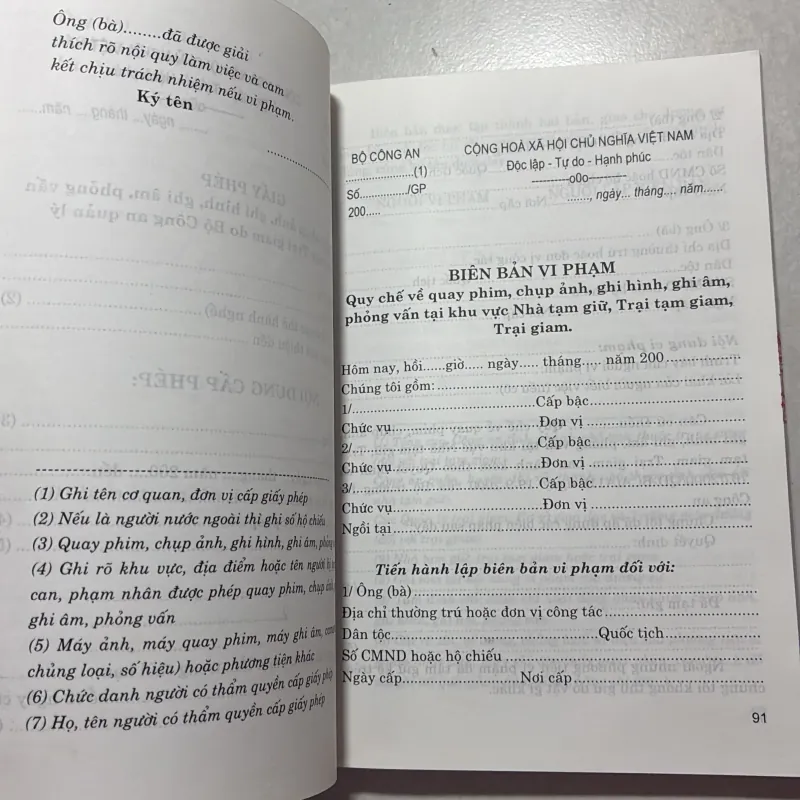 Ông (bà)........đã được giải
thích rõ nội quy làm việc và cam
kết chịu trách nhiệm nếu vi phạm.
Ký tên
(1) Ghi tên cơ quan, đơn vị cấp giấy phép
(2) Nếu là người nước ngoài thì ghi số hộ chiếu
(3) Quay phim, chụp ảnh, ghi hình, ghi âm, phỏng
(4) Ghi rõ khu vực, địa điểm hoặc tên người bị
can, phạm nhân được phép quay phim, chụp
ghi âm, phỏng vấn
(5) Máy ảnh, máy quay phim, máy ghi âm,
chủng loại, số hiệu) hoặc phương tiện khác
(6) Chức danh người có thẩm quyền cấp giấy phép
(7) Họ, tên người có thẩm quyền cấp giấy phép
BỘ CÔNG AN
....................(1)
Số............../GP
200.....
CỘNG HOÀ XÃ HỘI CHỦ NGHĨA VIỆT NAM
Độc lập - Tự do - Hạnh phúc
----------o0o----------
......., ngày... tháng.... năm......
BIÊN BẢN VI PHẠM
Quy chế về quay phim, chụp ảnh, ghi hình, ghi âm,
phỏng vấn tại khu vực Nhà tạm giữ, Trại tạm giam,
Trại giam.
Hôm nay, hồi.....giờ..... ngày..... tháng.... năm 200 ...................
Chúng tôi gồm: ..............................
1/..............................Cấp bậc..............................
Chức vụ..............................Đơn vị ..............................
2/..............................Cấp bậc..............................
Chức vụ..............................Đơn vị ..............................
3/..............................Cấp bậc..............................
Chức vụ..............................Đơn vị ..............................
Ngồi tại ..............................
Tiến hành lập biên bản vi phạm đối với:
1/ Ông (bà)..............................
Địa chỉ thường trú hoặc đơn vị công tác ..............................
Dân tộc..............................Quốc tịch..............................
Số CMND hoặc hộ chiếu ..............................
Ngày cấp..............................Nơi cấp ..............................
91